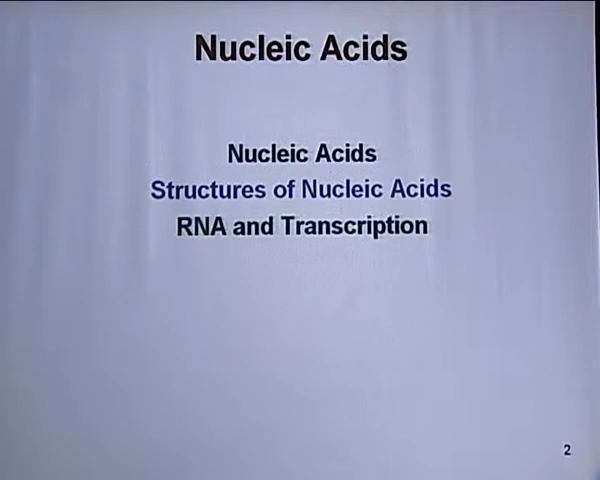 Nucleic Acids
Nucleic Acids
Structures of Nucleic Acids
RNA and Transcription
2